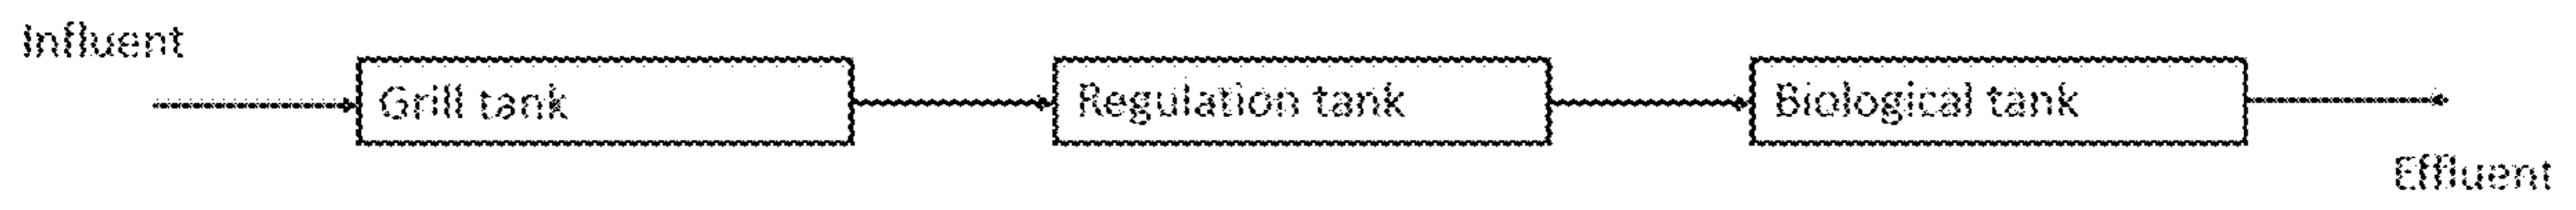 Influent
Grill tank
Regulation tank
Biological tank
Effluent